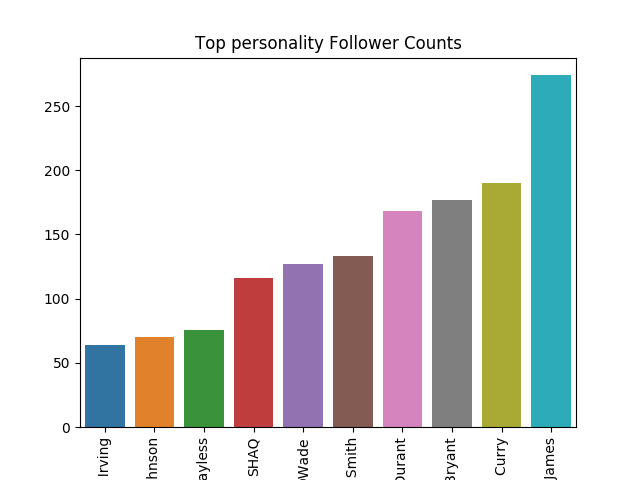 Top personality Follower Counts
250
200
150
100
50
0
Irving
hnson
ayless
SHAQ
Wade
Smith
Durant
Bryant
Curry
James